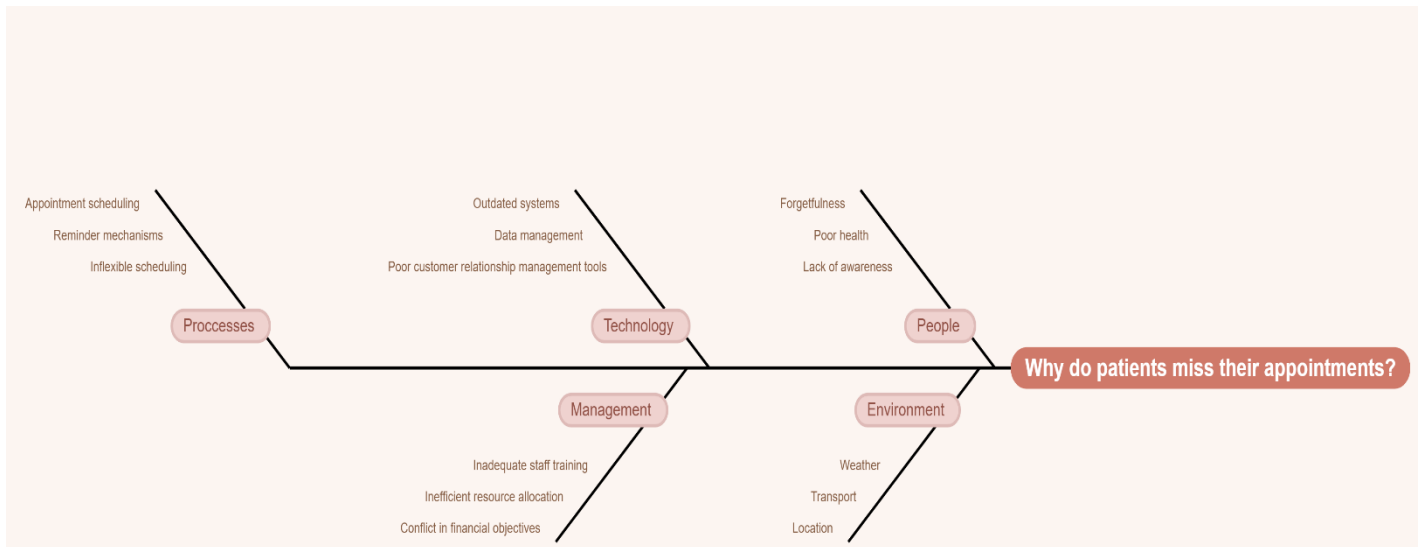 Appointment scheduling
Reminder mechanisms
Inflexible scheduling
Proccesses
Outdated systems
Data management
Poor customer relationship management tools
Technology
Forgetfulness
Poor health
Lack of awareness
People
Why do patients miss their appointments?
Management
Inadequate staff training
Inefficient resource allocation
Conflict in financial objectives
Environment
Weather
Transport
Location